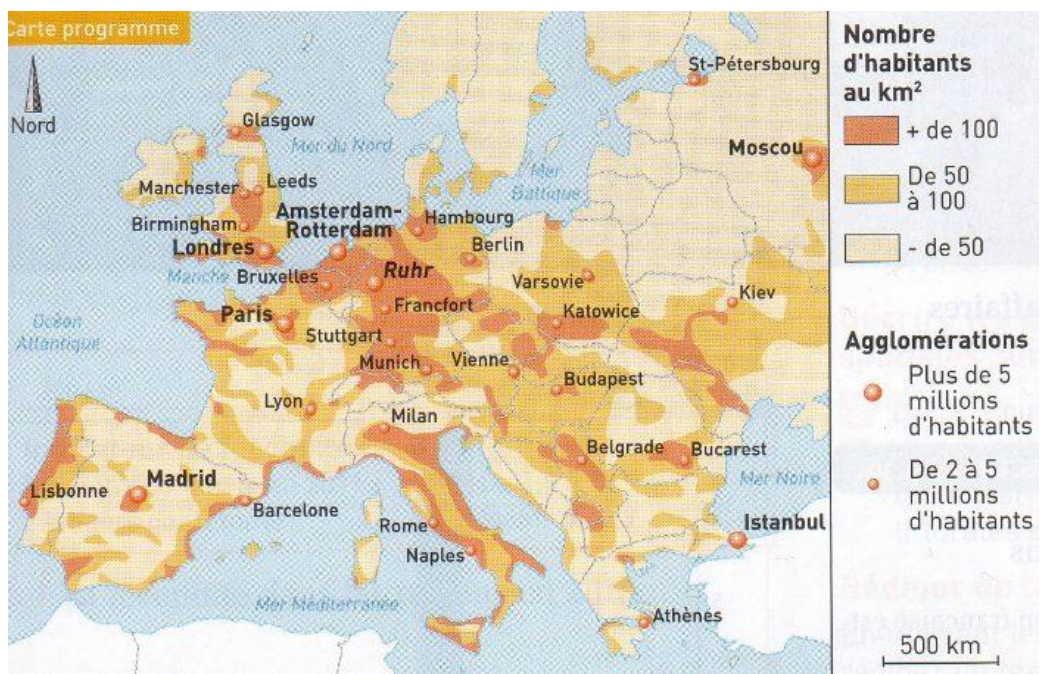 Carte programme
Nord
St-Pétersbourg
Glasgow
Mer du Nord
Moscou
Mer
Baltique
Manchester
Leeds
Birmingham
Amsterdam-
Rotterdam
Hambourg
Londres
Berlin
Manche
Bruxelles
Ruhr
Varsovie
Kiev
Paris
Francfort
Katowice
Océan
Atlantique
Stuttgart
Munich
Vienne
Budapest
Lyon
Milan
Belgrade
Bucarest
Madrid
Mer Noire
Lisbonne
Barcelone
Rome
Istanbul
Naples
Mer Méditerranée
Athènes
Nombre
d'habitants
au km²
+ de 100
De 50
à 100
- de 50
Agglomérations
Plus de 5
millions
d'habitants
De 2 à 5
millions
d'habitants
500 km